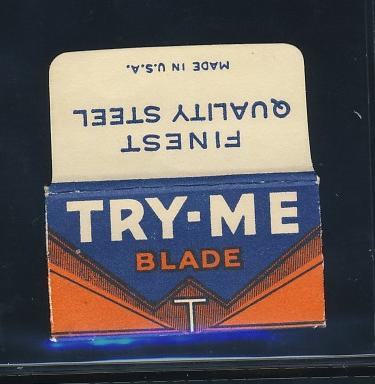 MADE IN U.S.A.
QUALITY STEEL
FINEST
TRY-ME
BLADE
T